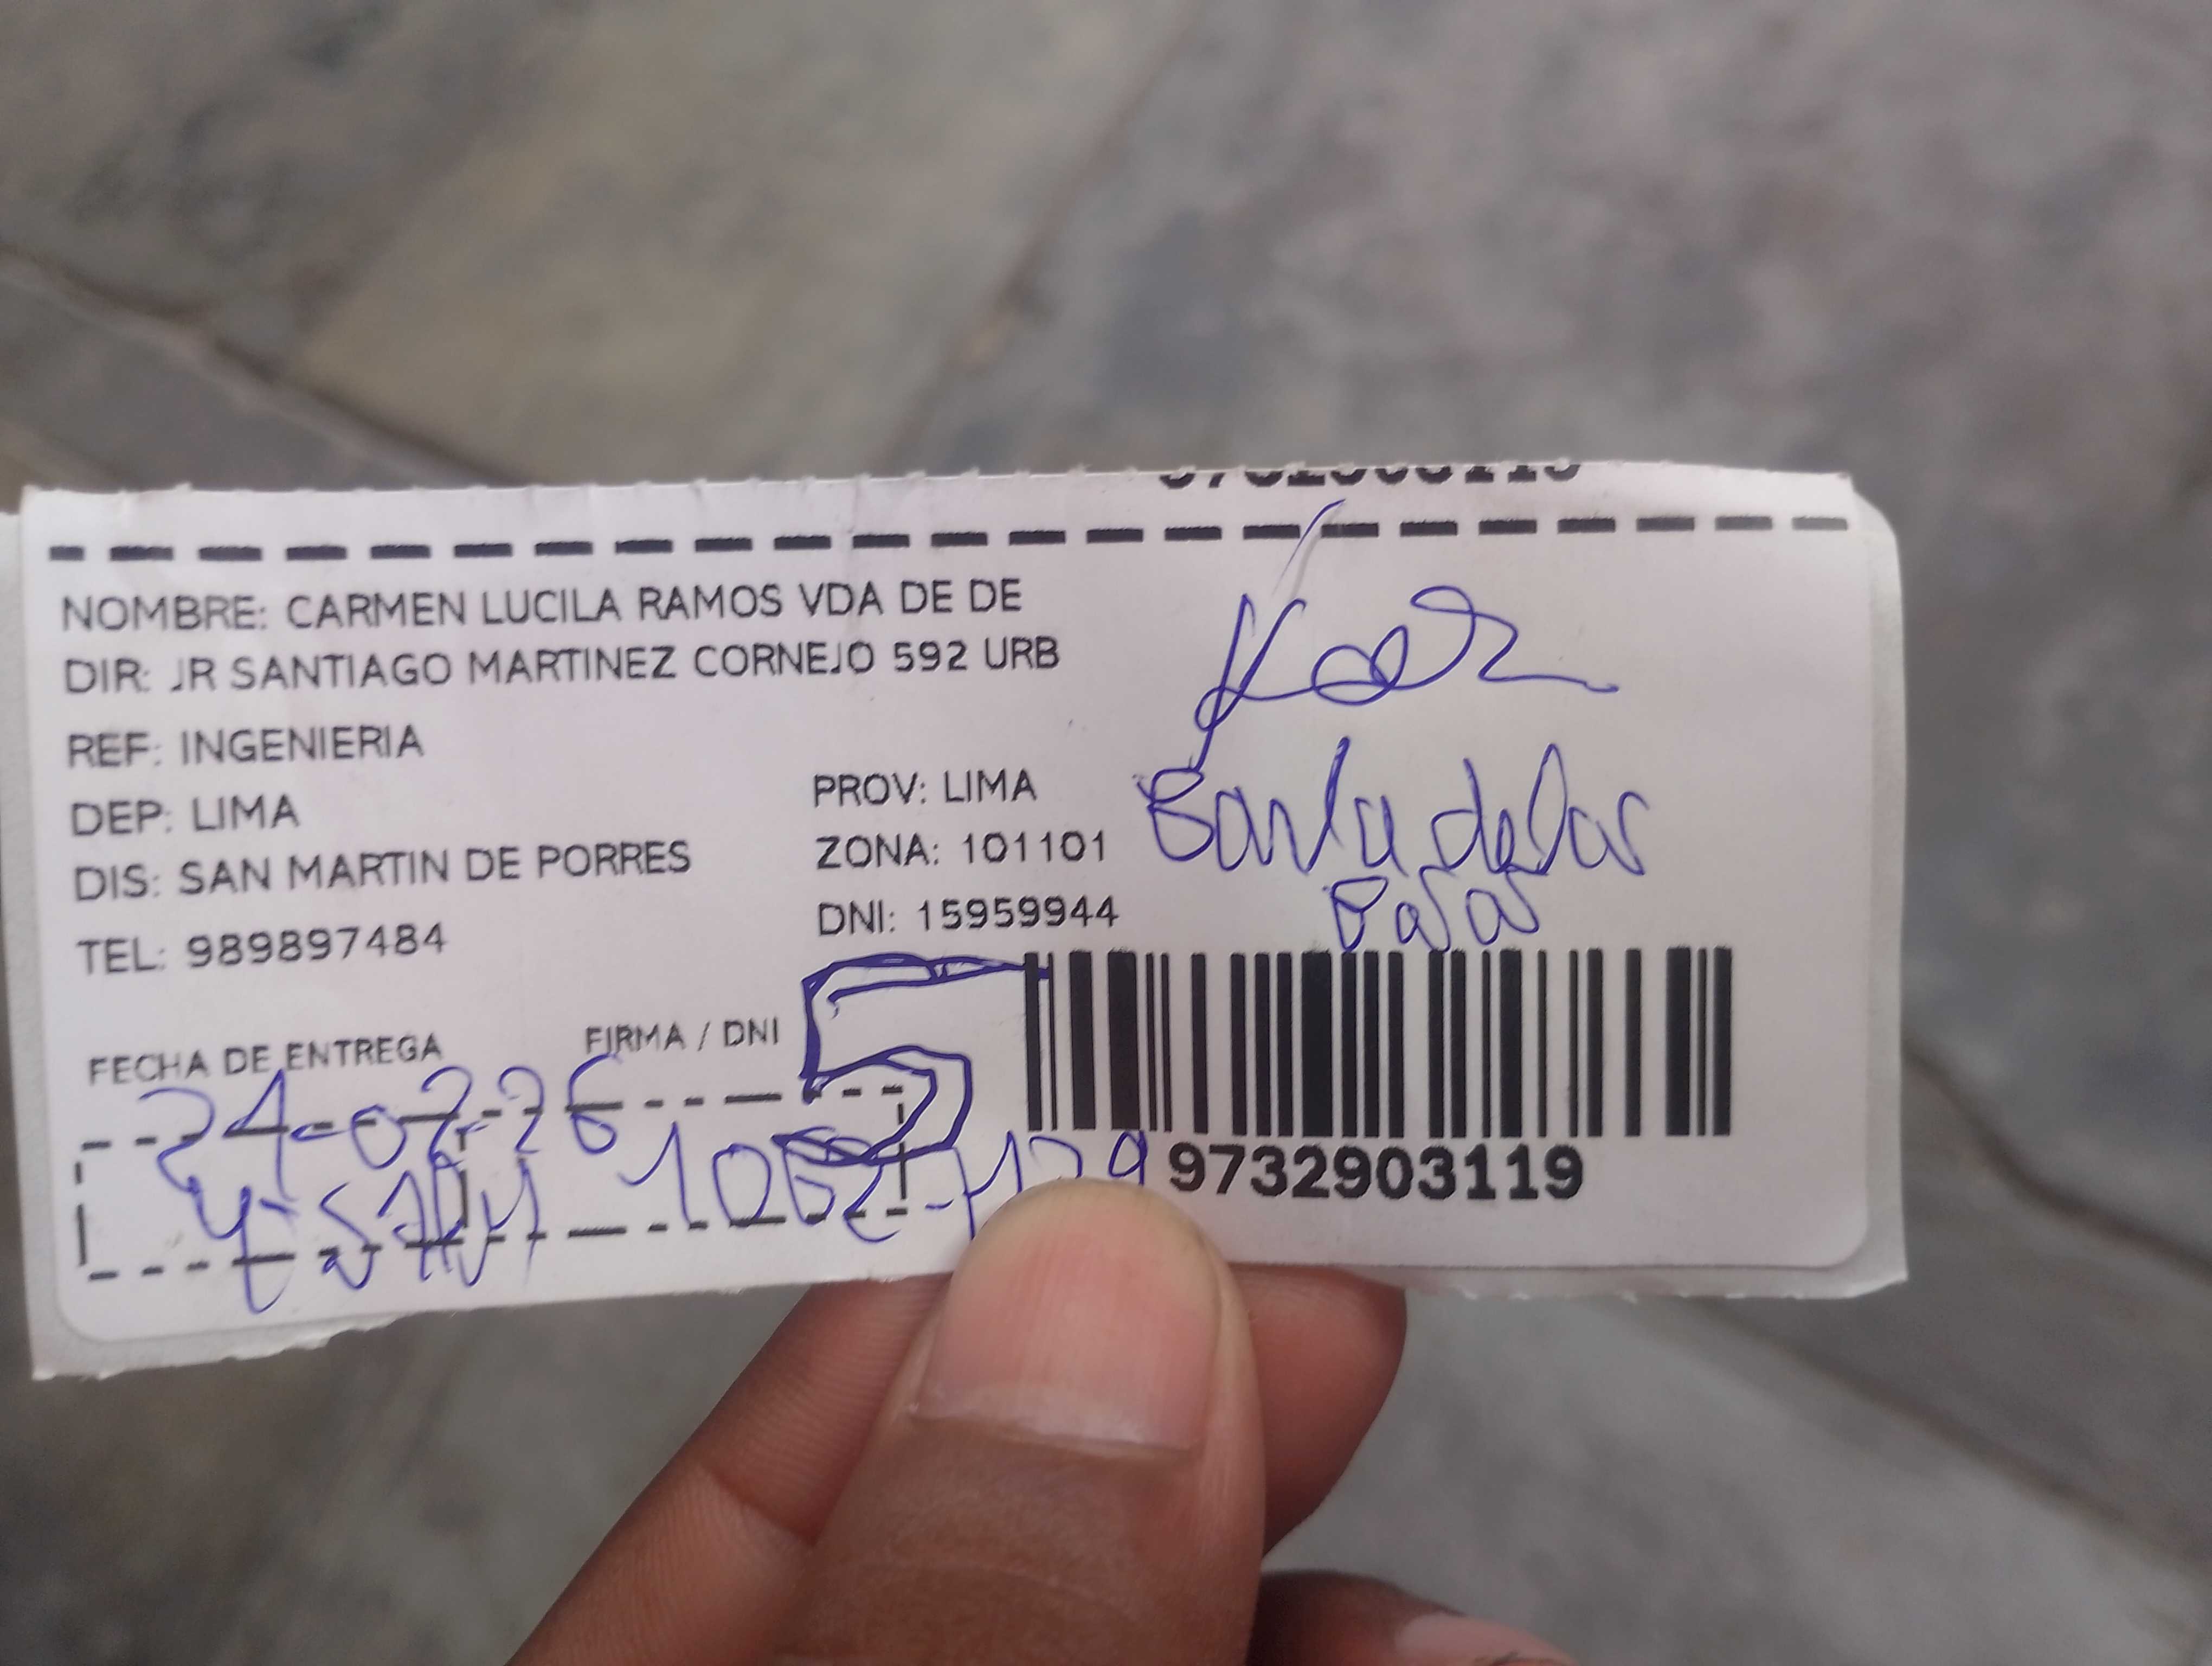 NOMBRE: CARMEN LUCILA RAMOS VDA DE DE
DIR: JR SANTIAGO MARTINEZ CORNEJO 592 URB
REF: INGENIERIA
DEP: LIMA
PROV: LIMA
DIS: SAN MARTIN DE PORRES
ZONA: 101101
TEL: 989897484
DNI: 15959944
FECHA DE ENTREGA
FIRMA / DNI
24-02-26
5
9732903119